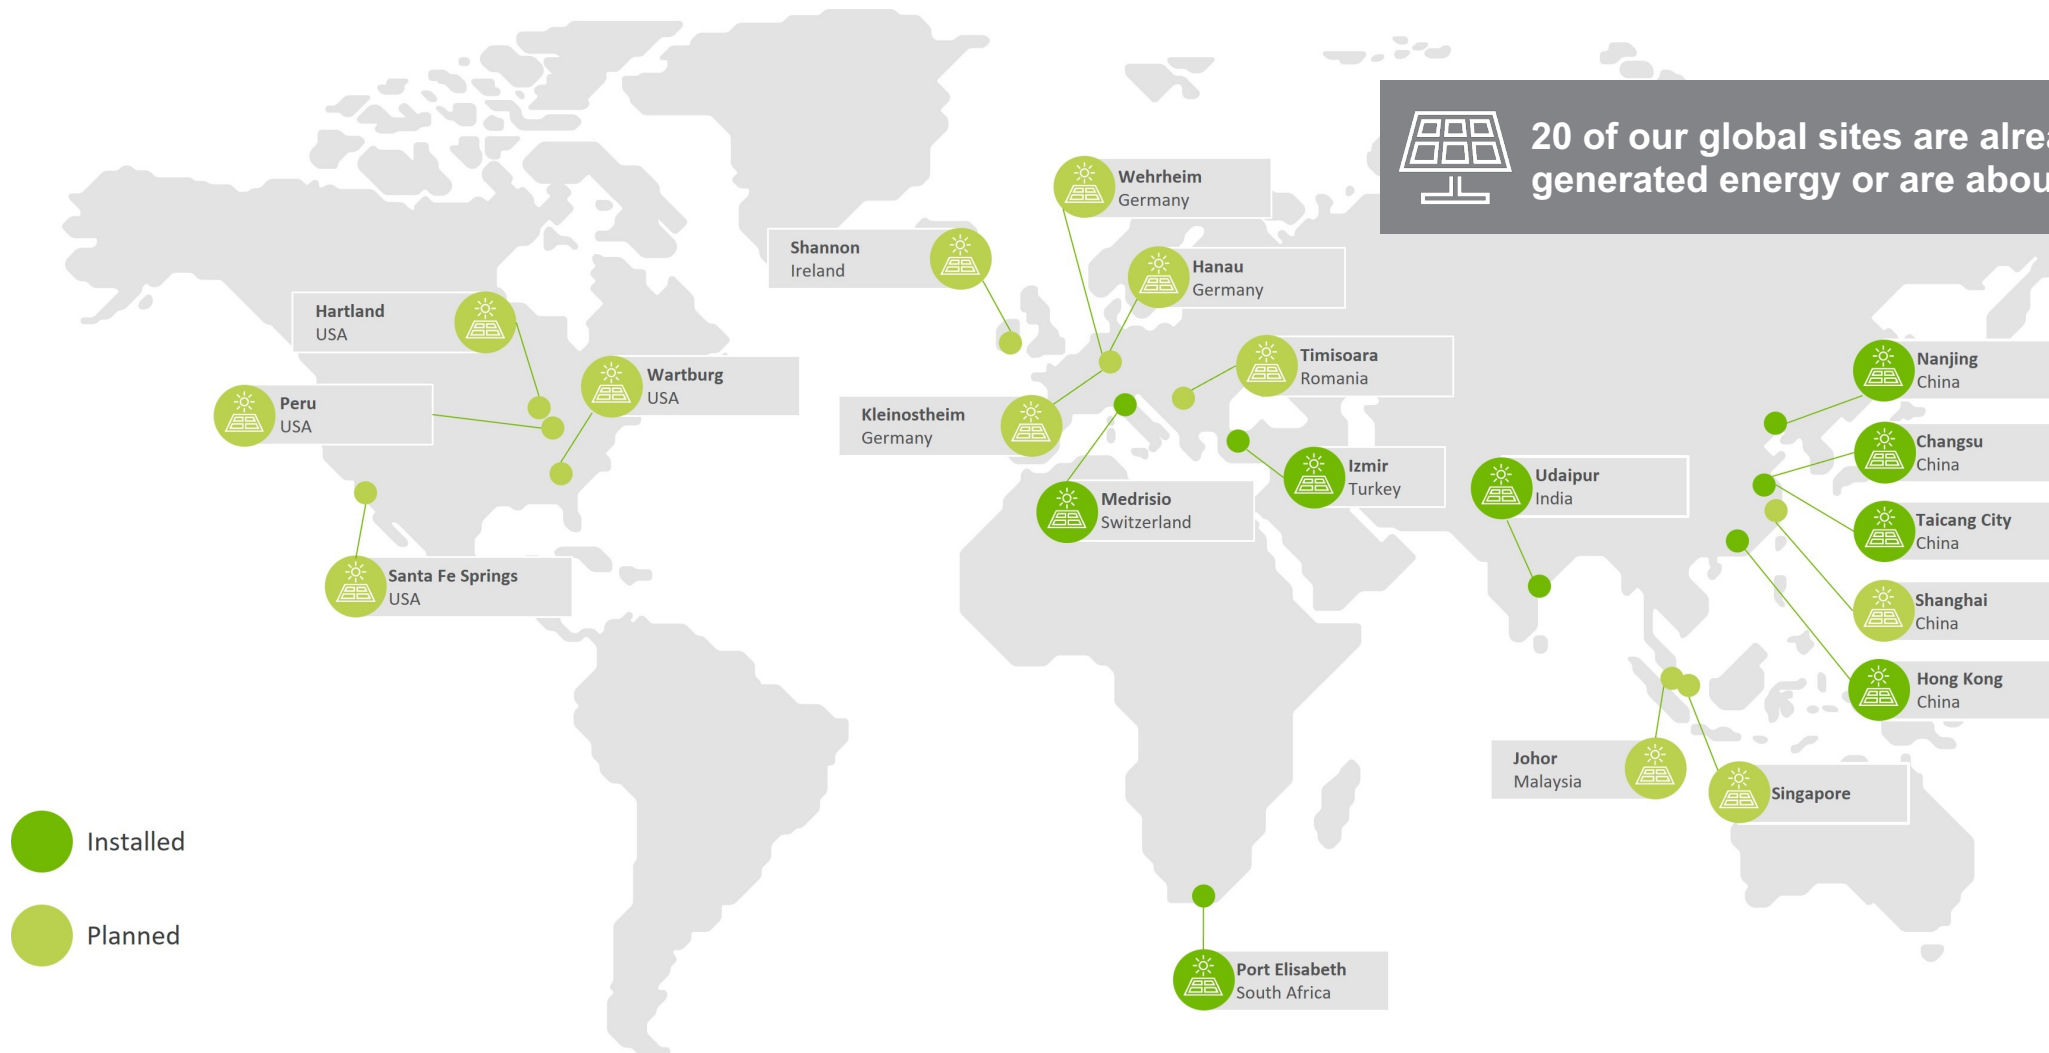 20 of our global sites are alrea
generated energy or are abou
Wehrheim
Germany
Shannon
Ireland
Hanau
Germany
Hartland
USA
Timisoara
Romania
Nanjing
China
Wartburg
USA
Peru
USA
Kleinostheim
Germany
Changsu
China
Izmir
Turkey
Udaipur
India
Medrisio
Switzerland
Taicang City
China
Santa Fe Springs
USA
Shanghai
China
Hong Kong
China
Johor
Malaysia
Singapore
Installed
Planned
Port Elisabeth
South Africa